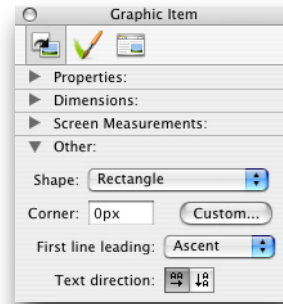 Graphic Item
Properties:
Dimensions:
Screen Measurements:
Other:
Shape: Rectangle
Corner: 0px Custom...
First line leading: Ascent
Text direction: